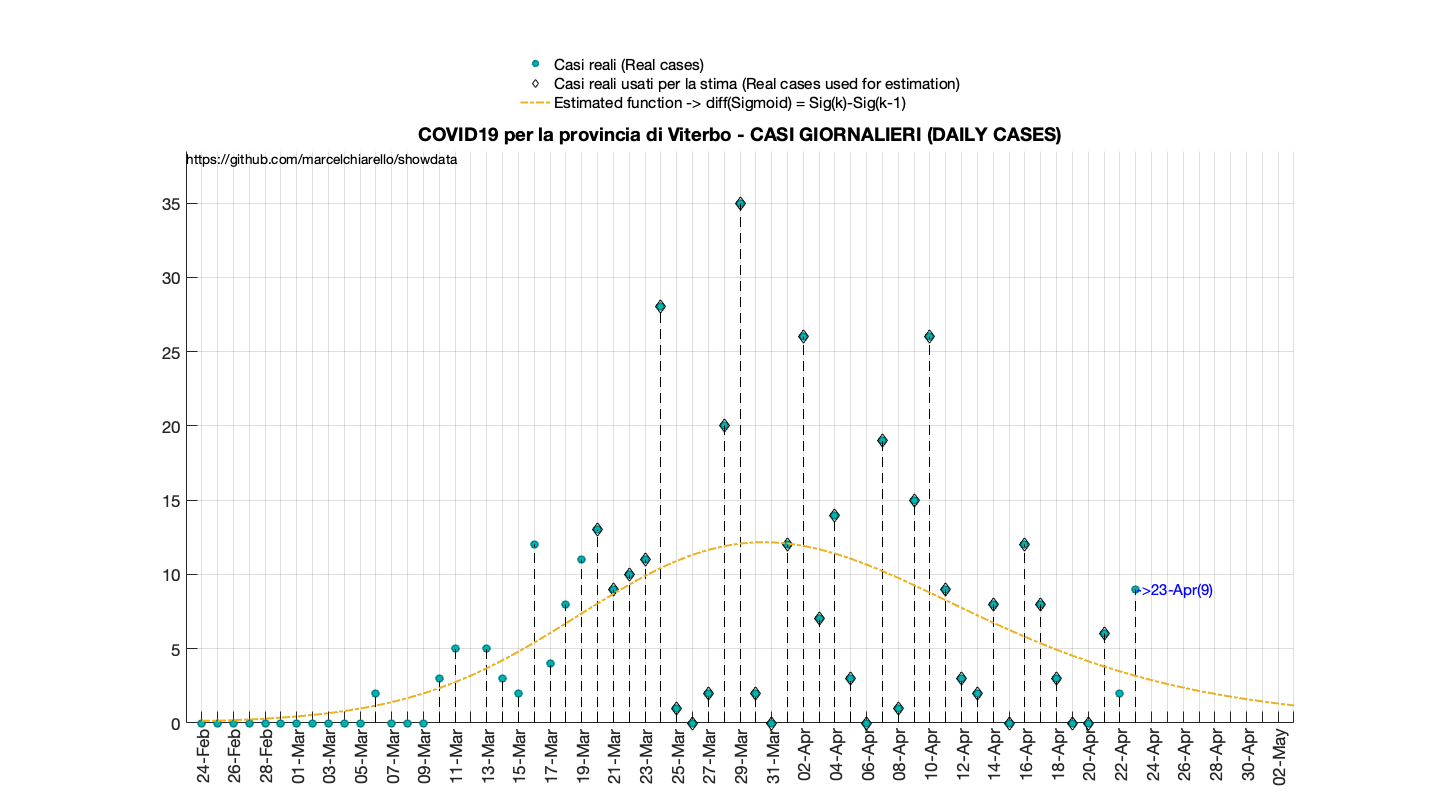 Casi reali (Real cases)
Casi reali usati per la stima (Real cases used for estimation)
Estimated function -> diff(Sigmoid) = Sig(k)-Sig(k-1)
COVID19 per la provincia di Viterbo - CASI GIORNALIERI (DAILY CASES)
https://github.com/marcelchiarello/showdata
35
30
25
20
15
10
5
0
->23-Apr(9)
24-Feb
26-Feb
28-Feb
01-Mar
03-Mar
05-Mar
07-Mar
09-Mar
11-Mar
13-Mar
15-Mar
17-Mar
19-Mar
21-Mar
23-Mar
25-Mar
27-Mar
29-Mar
31-Mar
02-Apr
04-Apr
06-Apr
08-Apr
10-Apr
12-Apr
14-Apr
16-Apr
18-Apr
20-Apr
22-Apr
24-Apr
26-Apr
28-Apr
30-Apr
02-May